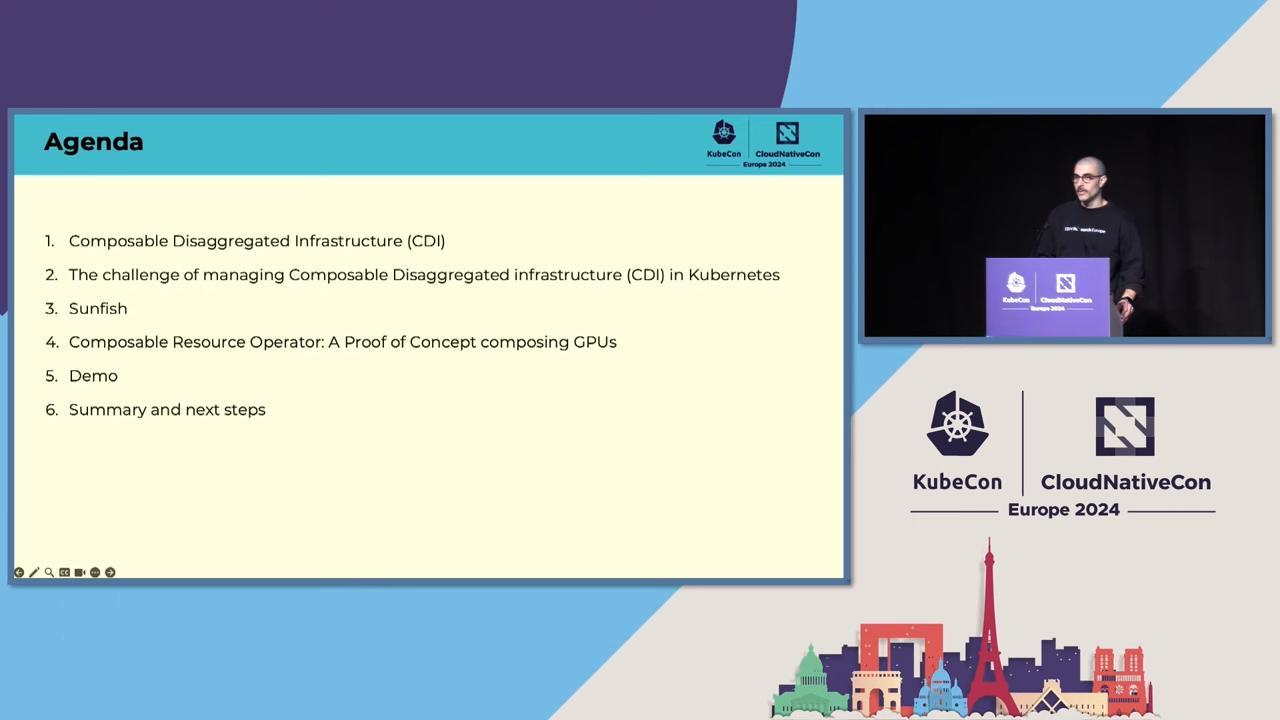 Agenda
KubeCon
CloudNativeCon
Europe 2024
1. Composable Disaggregated Infrastructure (CDI)
2. The challenge of managing Composable Disaggregated infrastructure (CDI) in Kubernetes
3. Sunfish
4. Composable Resource Operator: A Proof of Concept composing GPUs
5. Demo
6. Summary and next steps
KubeCon
CloudNativeCon
Europe 2024
KubeCon
CloudNativeCon
Europe 2024